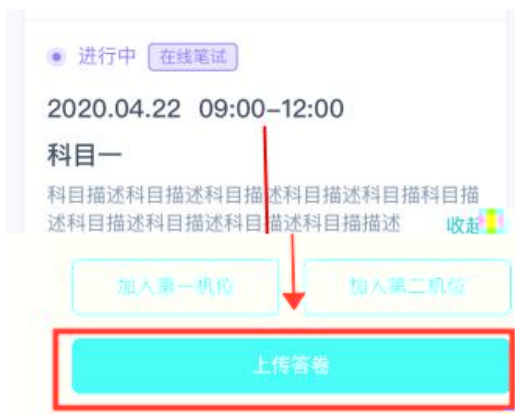 进行中 在线笔试
2020.04.22 09:00-12:00
科目一
科目描述科目描述科目描述科目描述科目描科目描
述科目描述科目描述科目描述科目描描述 收起
加入第一机位 加入第二机位
上传答卷